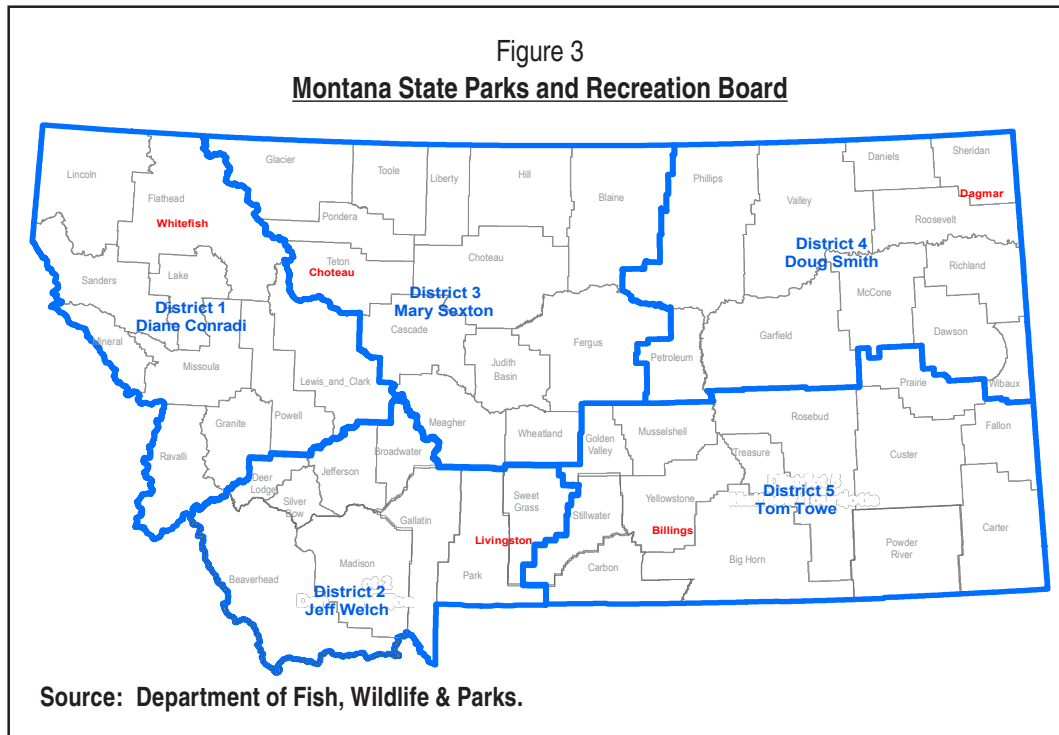 Figure 3
Montana State Parks and Recreation Board
Lincoln
Flathead
Whitefish
Glacier
Toole
Liberty
Hill
Blaine
Phillips
Valley
Daniels
Sheridan
Dagmar
Roosevelt
Pondera
Teton
Choteau
Choteau
Sanders
Lake
District 1
Diane Conradi
Mineral
Missoula
District 3
Mary Sexton
Cascade
Judith
Basin
Fergus
Petroleum
District 4
Doug Smith
Richland
McCone
Garfield
Dawson
Prairie
Wibaux
Lewis_and_Clark
Powell
Granite
Ravalli
Meagher
Wheatland
Broadwater
Jefferson
Deer
Lodge
Silver
Bow
Golden
Valley
Musselshell
Rosebud
Treasure
Custer
Fallon
Gallatin
Sweet
Grass
Stillwater
Yellowstone
Billings
District 5
Tom Towe
Livingston
Park
Carbon
Big Horn
Powder
River
Carter
Madison
Beaverhead
District 2
Jeff Welch
Source: Department of Fish, Wildlife & Parks.